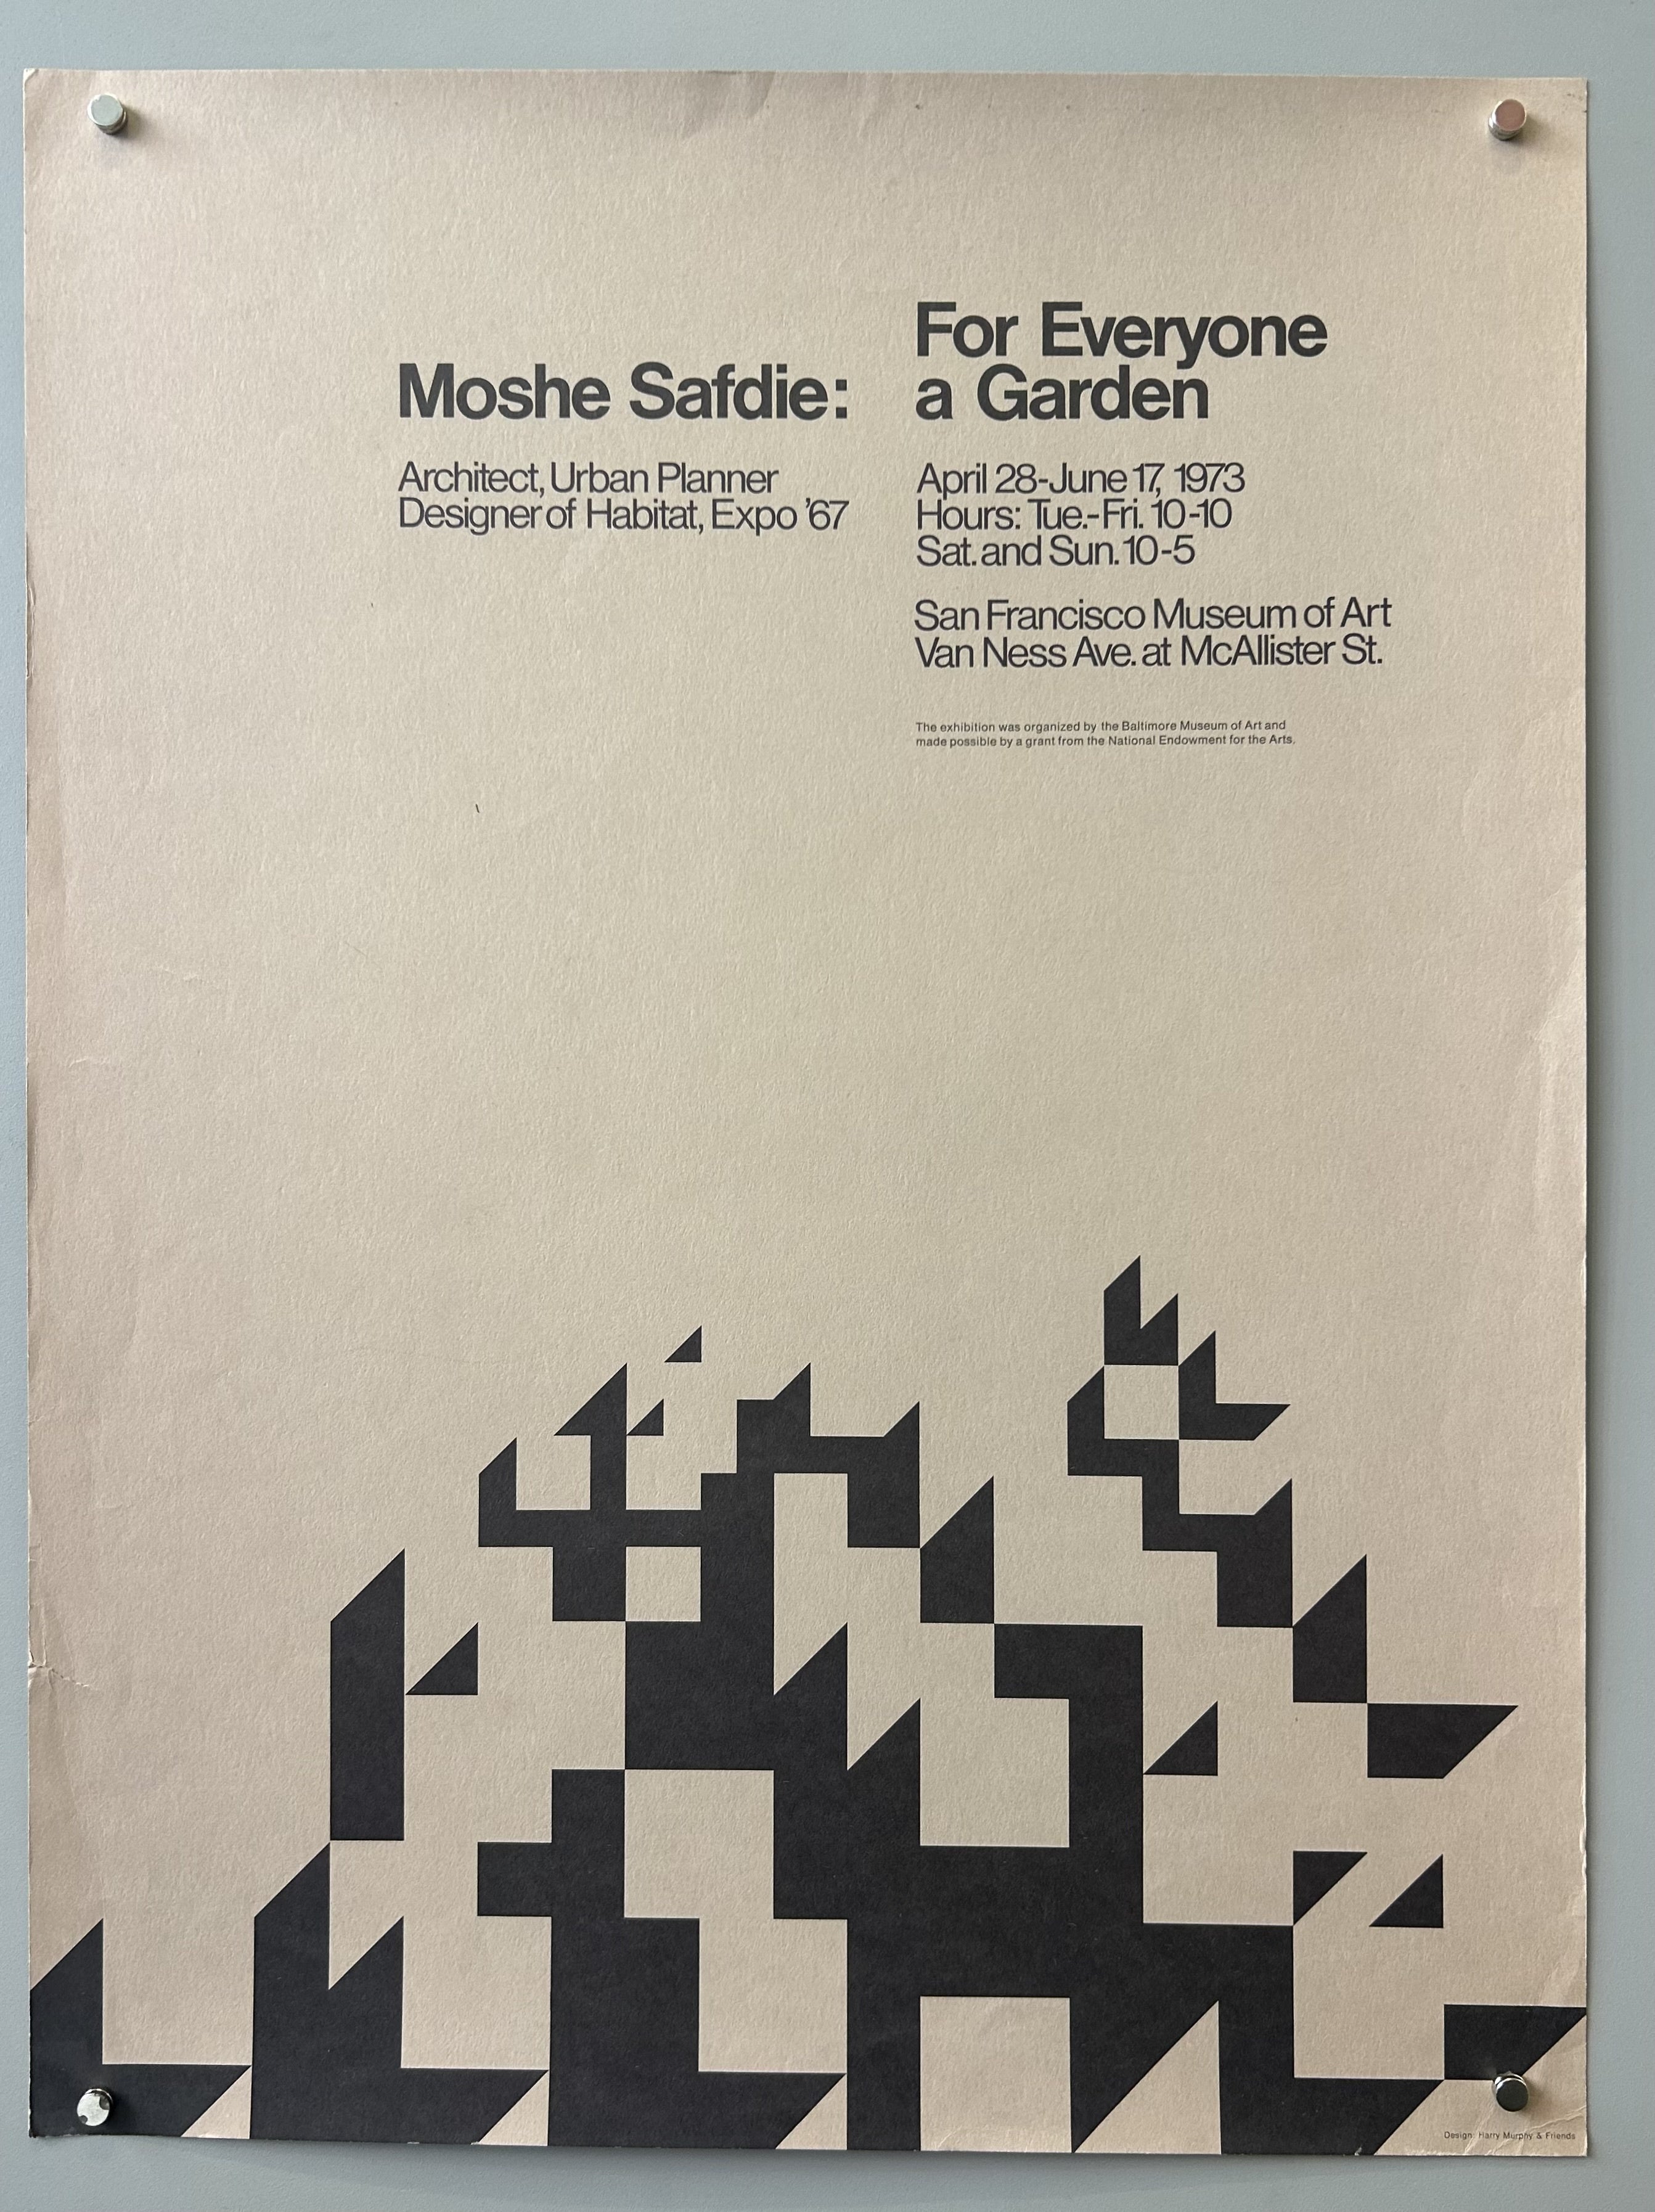 Moshe Safdie:
Architect, Urban Planner
Designer of Habitat, Expo '67
For Everyone
a Garden
April 28-June 17, 1973
Hours: Tue.-Fri. 10-10
Sat. and Sun. 10-5
San Francisco Museum of Art
Van Ness Ave. at McAllister St.
The exhibition was organized by the Baltimore Museum of Art and
made possible by a grant from the National Endowment for the Arts.
Design: Harry Murphy & Friends